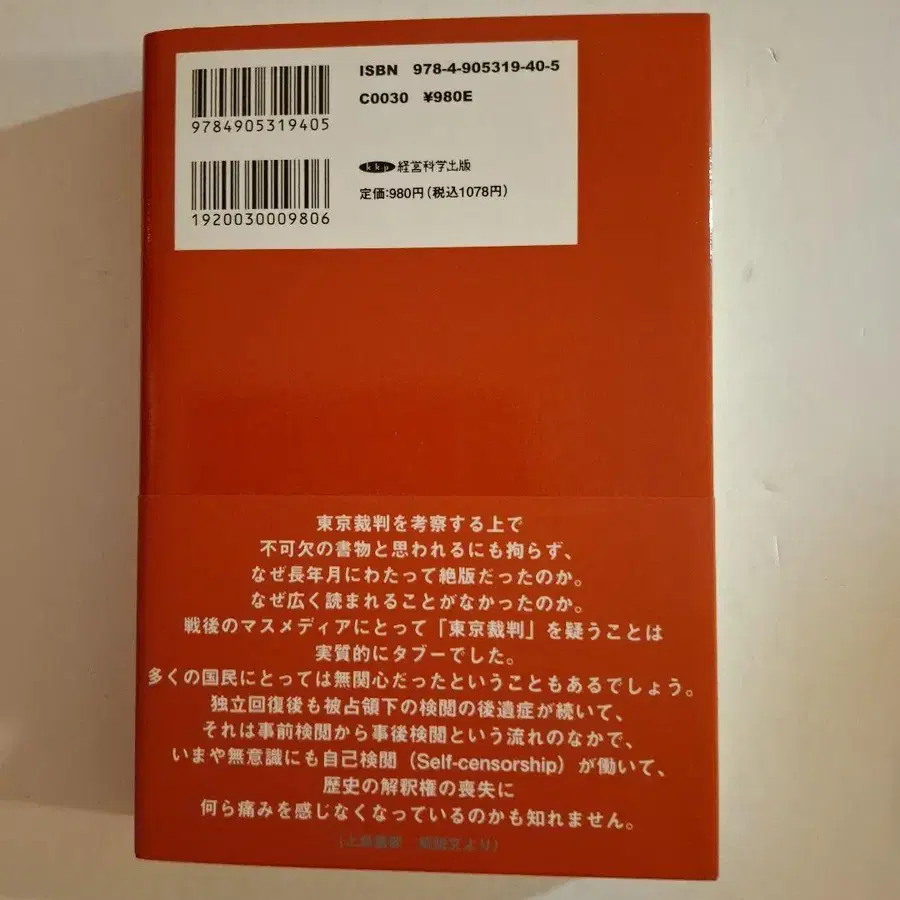 ISBN 978-4-905319-40-5
C0030 ¥980E
9784905319405
kkp 経営科学出版
定価:980円(税込1078円)
1920030009806
東京裁判を考察する上で
不可欠の書物と思われるにも拘らず、
なぜ長年月にわたって絶版だったのか。
なぜ広く読まれることがなかったのか。
戦後のマスメディアにとって「東京裁判」を疑うことは
実質的にタブーでした。
多くの国民にとっては無関心だったということもあるでしょう。
独立回復後も被占領下の検閲の後遺症が続いて、
それは事前検閲から事後検閲という流れのなかで、
いまや無意識にも自己検閲(Self-censorship)が働いて、
歴史の解釈権の喪失に
何ら痛みを感じなくなっているのかも知れません。
解説文より)